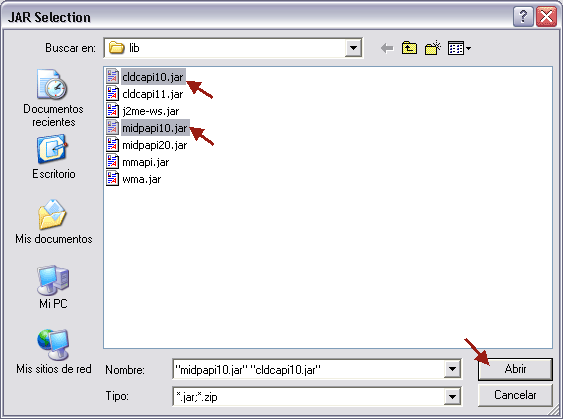 JAR Selection
Buscar en:
lib
Documentos
recientes
Escritorio
Mis documentos
Mi PC
Mis sitios de red
cldcapi10.jar
cldcapi11.jar
j2me-ws.jar
midpapi10.jar
midpapi20.jar
mmapi.jar
wma.jar
Nombre:
"midpapi10.jar" "cldcapi10.jar"
Abrir
Tipo:
*.jar;*.zip
Cancelar